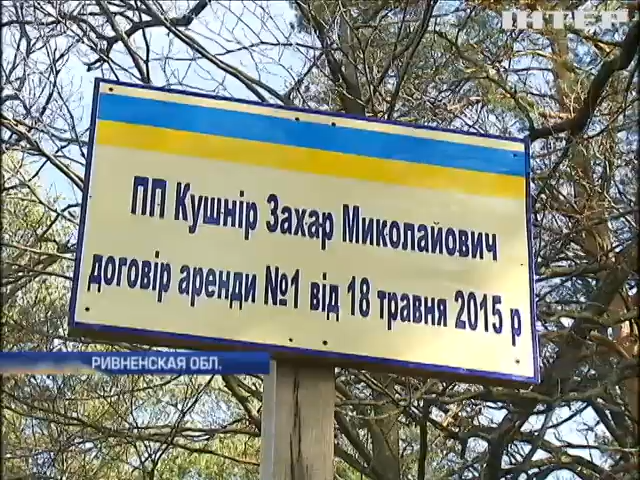 ІНТЕР
ПП Кушнір Захар Миколайович
договір аренди №1 від 18 травня 2015 р
РИВНЕНСКАЯ ОБЛ.